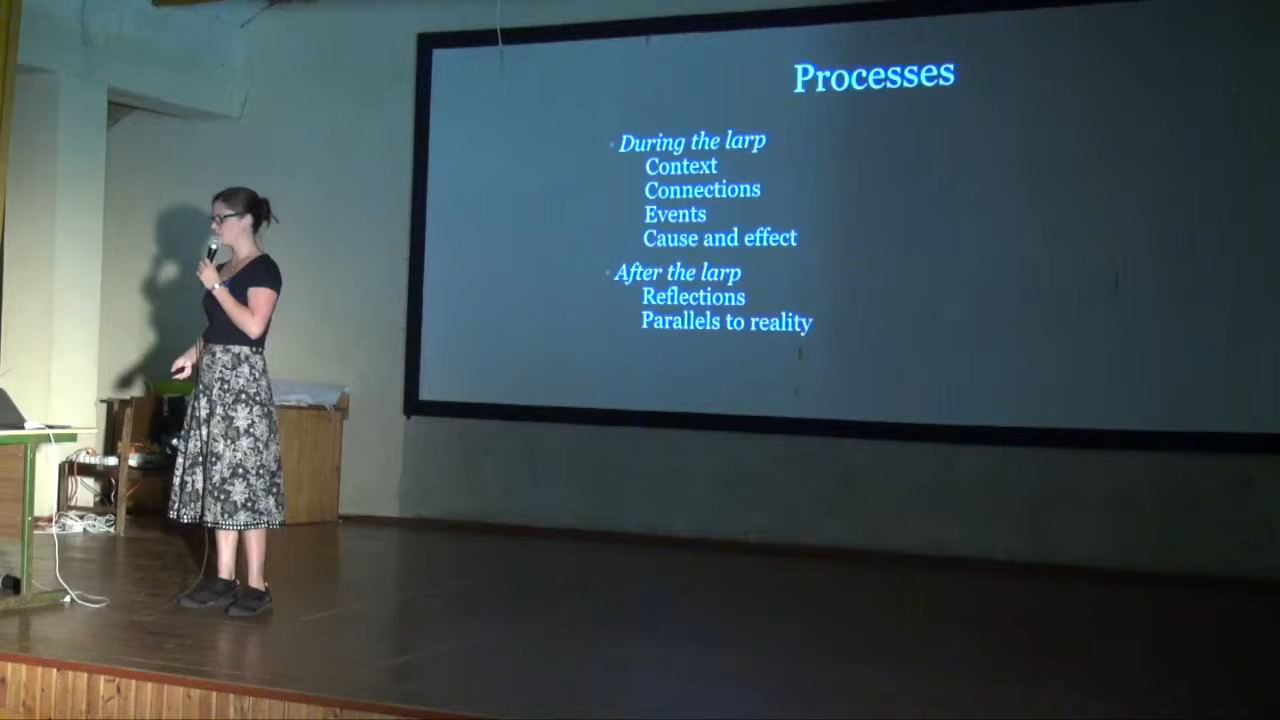 Processes
During the larp
Context
Connections
Events
Cause and effect
After the larp
Reflections
Parallels to reality